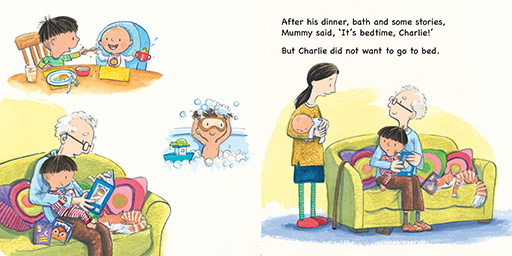 After his dinner, bath and some stories,
Mummy said, ‘It’s bedtime, Charlie!’
But Charlie did not want to go to bed.